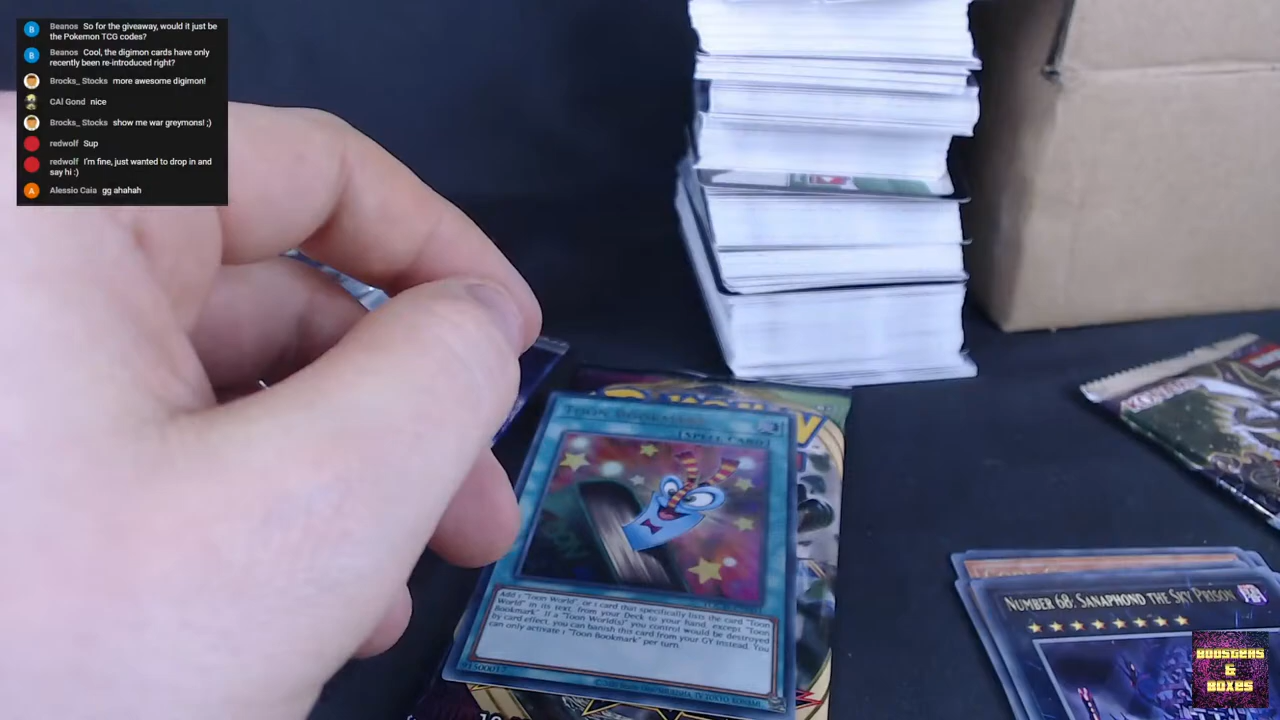 Beanos So for the giveaway, would it just be
the Pokemon TCG codes?
Beanos Cool, the digimon cards have only
recently been re-introduced right?
Brocks_Stocks more awesome digimon!
CAl Gond nice
Brocks_Stocks show me war greymons! ;)
redwolf Sup
redwolf I'm fine, just wanted to drop in and
say hi :)
Alessio Caia gg ahahah
KONAMI
Toon Bookmark
[SPELL CARD]
Add 1 "Toon World", or 1 card that specifically lists the card "Toon
World" in its text, from your Deck to your hand, except "Toon
Bookmark". If a "Toon World(s)" you control would be destroyed
by card effect, you can banish this card from your GY instead. You
can only activate 1 "Toon Bookmark" per turn.
Number 68: Sanaphond the Sky Prison
BOOSTERS
&
BOXES